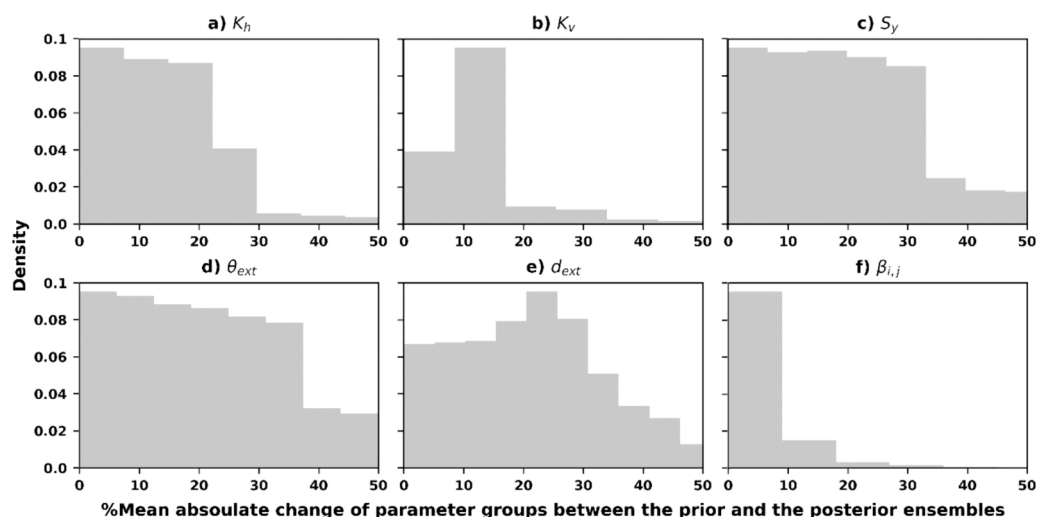 a) K_h b) K_v c) S_y
0.1
0.08
0.06
0.04
0.02
0.0
0 10 20 30 40 50 0 10 20 30 40 50 0 10 20 30 40 50
Density
d) θ_ext e) d_ext f) β_i,j
0.1
0.08
0.06
0.04
0.02
0.0
0 10 20 30 40 50 0 10 20 30 40 50 0 10 20 30 40 50
%Mean absoulate change of parameter groups between the prior and the posterior ensembles